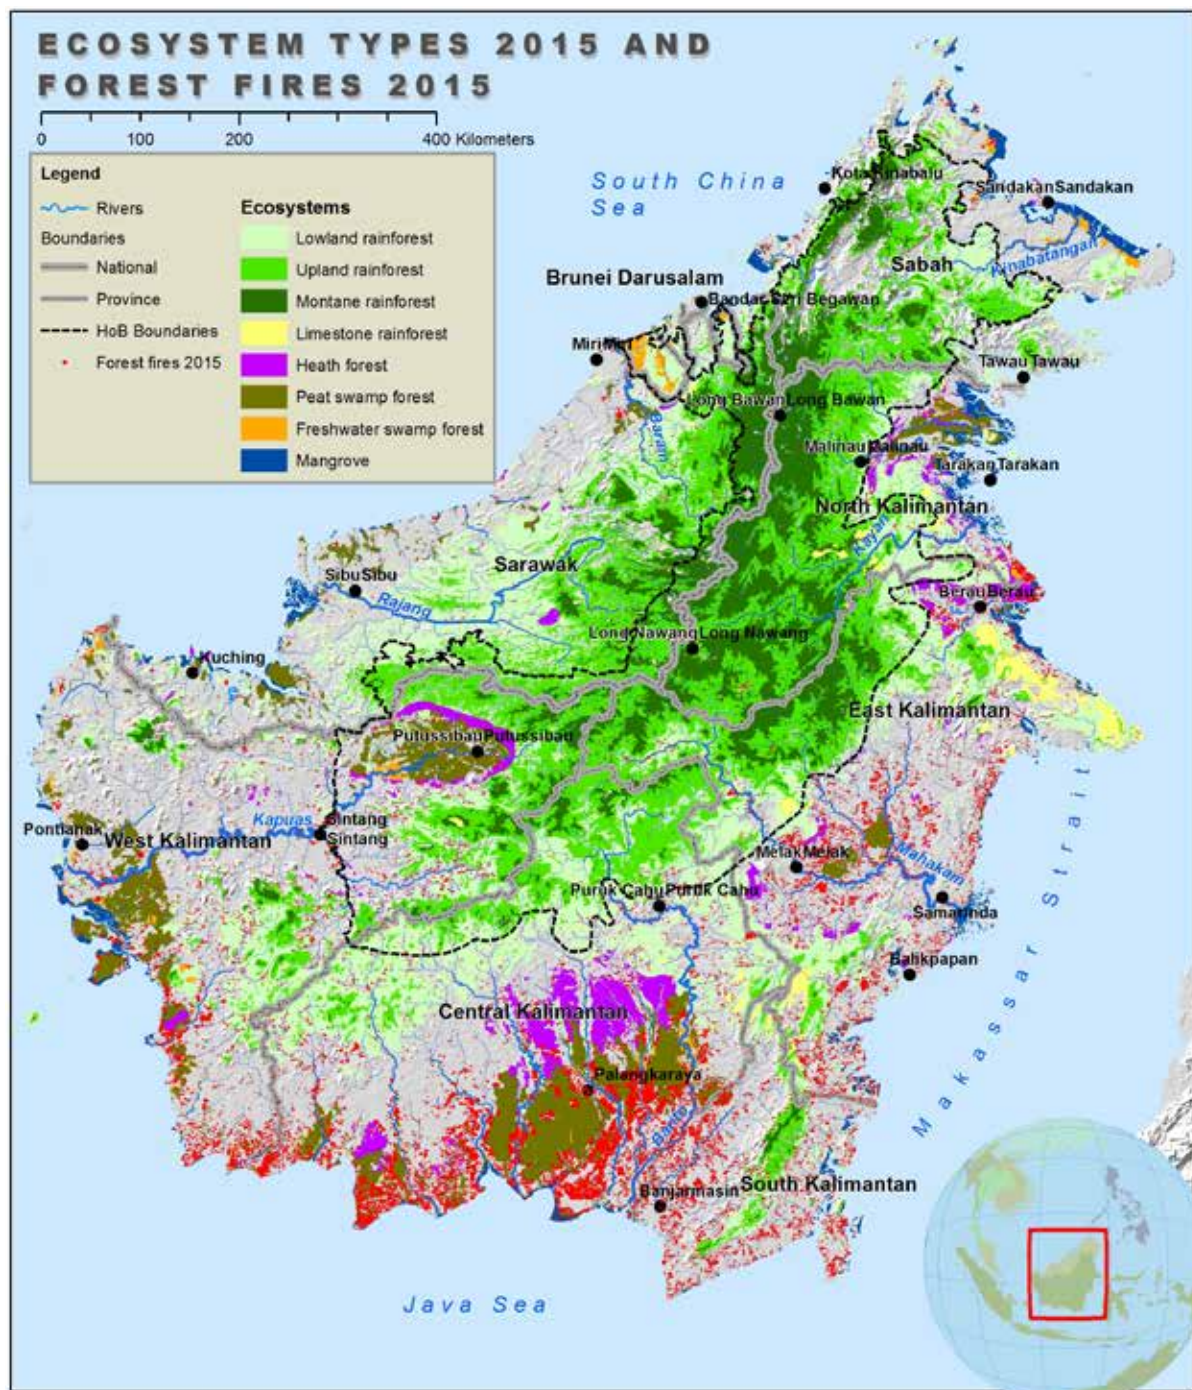 ECOSYSTEM TYPES 2015 AND
FOREST FIRES 2015
0 100 200 400 Kilometers
Legend
Rivers
Boundaries
National
Province
HoB Boundaries
Forest fires 2015
Ecosystems
Lowland rainforest
Upland rainforest
Montane rainforest
Limestone rainforest
Heath forest
Peat swamp forest
Freshwater swamp forest
Mangrove
South China
Sea
Kota Kinabalu
Sandakan Sandakan
Kinabatangan
Sabah
Brunei Darusalam
Bandar Seri Begawan
Miri Miri
Tawau Tawau
Long Bawan Long Bawan
Baram
Malinau Malinau
Tarakan Tarakan
North Kalimantan
Kayan
Sarawak
Sibu Sibu
Rajang
Berau Berau
Long Nawang Long Nawang
Kuching
East Kalimantan
Putussibau Putussibau
Kapuas
Sintang
Sintang
Pontianak
West Kalimantan
Melak Melak
Mahakam
Puruk Cahu Puruk Cahu
Samarinda
Balikpapan
Central Kalimantan
Palangkaraya
Barito
Makassar Strait
Banjarmasin
South Kalimantan
Java Sea